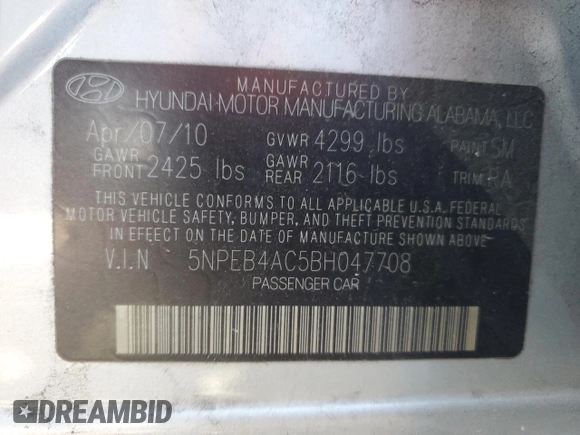 MANUFACTURED BY
HYUNDAI MOTOR MANUFACTURING ALABAMA, LLC
Apr/07/10 GVWR 4299 lbs PAINT SM
GAWR FRONT 2425 lbs GAWR REAR 2116 lbs TRIM RA
THIS VEHICLE CONFORMS TO ALL APPLICABLE U.S.A. FEDERAL
MOTOR VEHICLE SAFETY, BUMPER, AND THEFT PREVENTION STANDARDS
IN EFFECT ON THE DATE OF MANUFACTURE SHOWN ABOVE.
V.I.N 5NPEB4AC5BH047708
PASSENGER CAR
DREAMBID